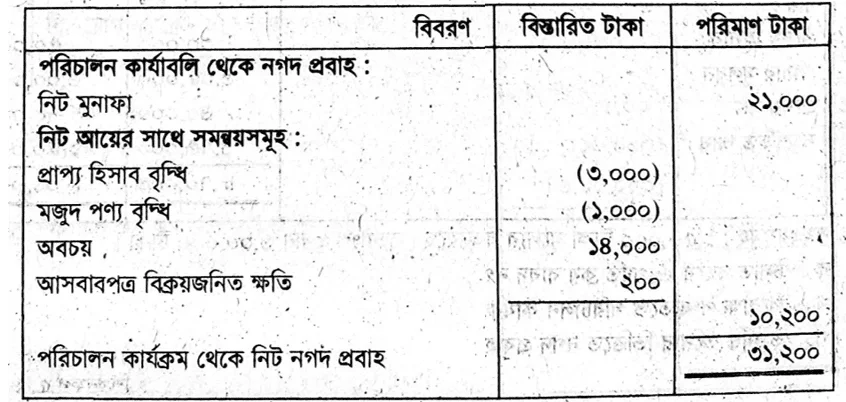 বিবরণ বিস্তারিত টাকা পরিমাণ টাকা
পরিচালন কার্যাবলি থেকে নগদ প্রবাহ :
নিট মুনাফা ২১,০০০
নিট আয়ের সাথে সমন্বয়সমূহ :
প্রাপ্য হিসাব বৃদ্ধি (৩,০০০)
মজুদ পণ্য বৃদ্ধি (১,০০০)
অবচয় ১৪,০০০
আসবাবপত্র বিক্রয়জনিত ক্ষতি ২০০
১০,২০০
পরিচালন কার্যক্রম থেকে নিট নগদ প্রবাহ ৩১,২০০